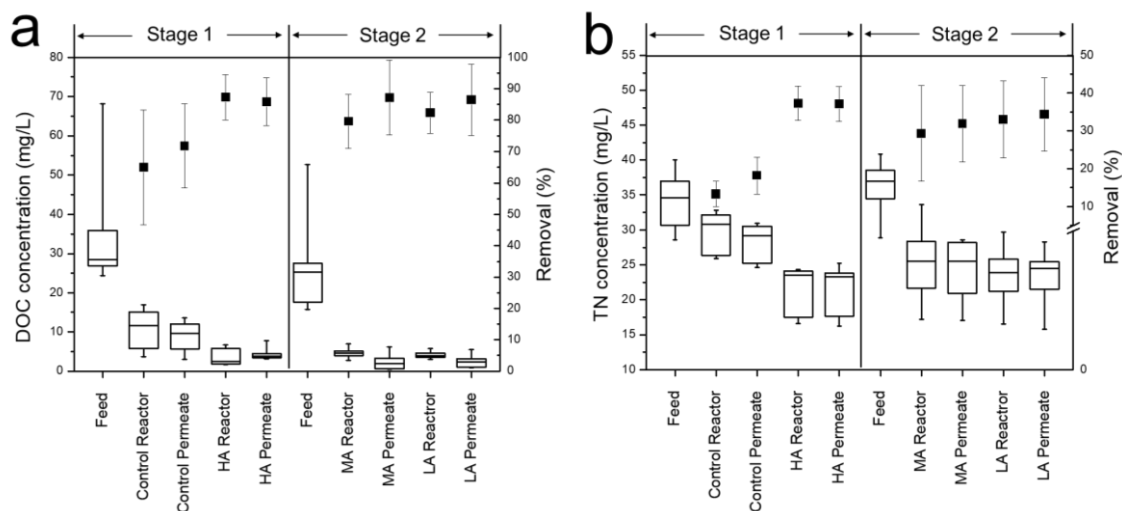 a
Stage 1
Stage 2
DOC concentration (mg/L)
80
70
60
50
40
30
20
10
0
100
90
80
70
60
50
40
30
20
10
0
Removal (%)
Feed
Control Reactor
Control Permeate
HA Reactor
HA Permeate
Feed
MA Reactor
MA Permeate
LA Reactror
LA Permeate
b
Stage 1
Stage 2
TN concentration (mg/L)
55
50
45
40
35
30
25
20
15
10
50
40
30
20
10
0
Removal (%)
Feed
Control Reactor
Control Permeate
HA Reactor
HA Permeate
Feed
MA Reactor
MA Permeate
LA Reactor
LA Permeate